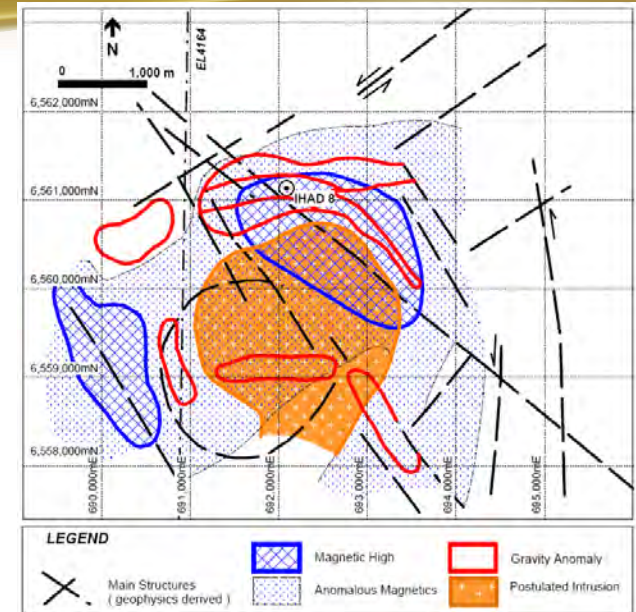 N
EL4164
0
1,000 m
6,562,000mN
6,561,000mN
IHAD 8
6,560,000mN
6,559,000mN
6,558,000mN
690,000mE
691,000mE
692,000mE
693,000mE
694,000mE
695,000mE
LEGEND
Main Structures
( geophysics derived )
Magnetic High
Anomalous Magnetics
Gravity Anomaly
Postulated Intrusion